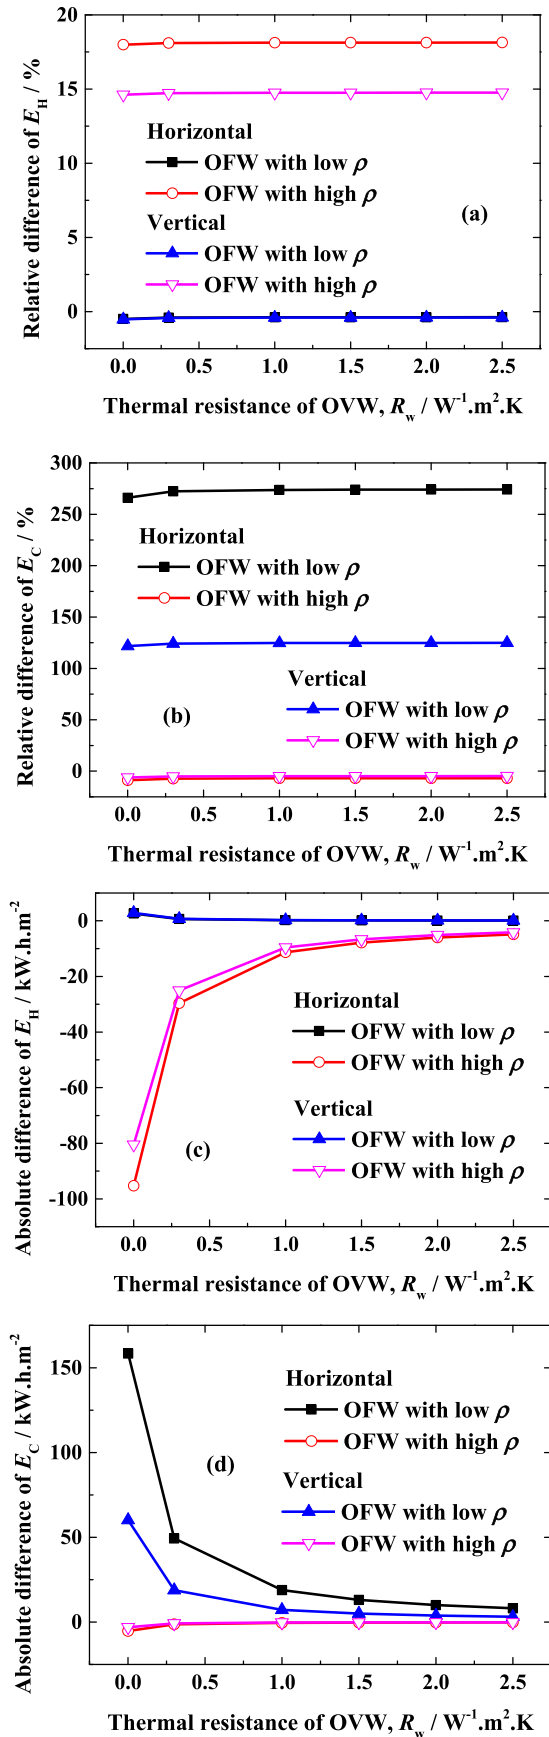 20
15
10
5
0
Relative difference of E_H / %
Horizontal
OFW with low ρ
OFW with high ρ
Vertical
OFW with low ρ
OFW with high ρ
(a)
0.0 0.5 1.0 1.5 2.0 2.5
Thermal resistance of OVW, R_w / W⁻¹.m².K
300
250
200
150
100
50
0
Relative difference of E_C / %
Horizontal
OFW with low ρ
OFW with high ρ
Vertical
OFW with low ρ
OFW with high ρ
(b)
0.0 0.5 1.0 1.5 2.0 2.5
Thermal resistance of OVW, R_w / W⁻¹.m².K
0
-20
-40
-60
-80
-100
Absolute difference of E_H / kW.h.m⁻²
Horizontal
OFW with low ρ
OFW with high ρ
Vertical
OFW with low ρ
OFW with high ρ
(c)
0.0 0.5 1.0 1.5 2.0 2.5
Thermal resistance of OVW, R_w / W⁻¹.m².K
150
100
50
0
Absolute difference of E_C / kW.h.m⁻²
Horizontal
OFW with low ρ
OFW with high ρ
(d)
Vertical
OFW with low ρ
OFW with high ρ
0.0 0.5 1.0 1.5 2.0 2.5
Thermal resistance of OVW, R_w / W⁻¹.m².K